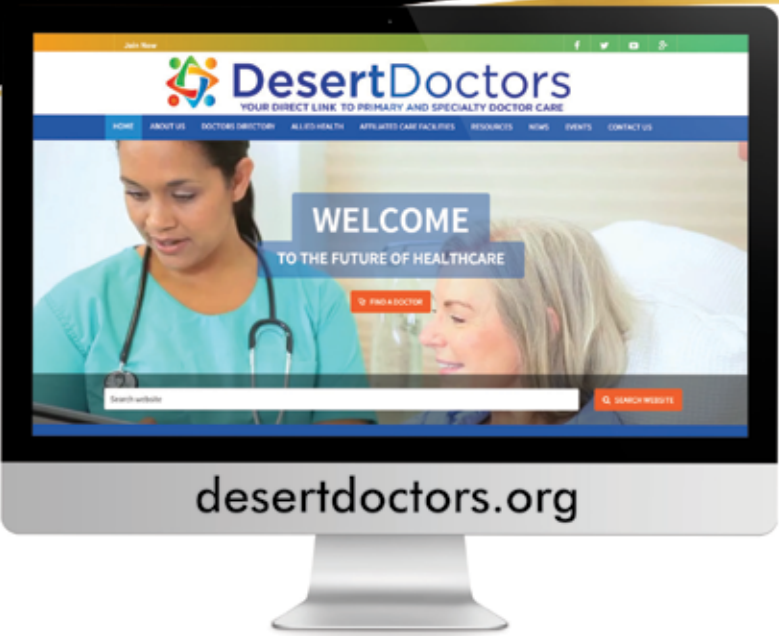 Join Now
DesertDoctors
YOUR DIRECT LINK TO PRIMARY AND SPECIALTY DOCTOR CARE
HOME ABOUT US DOCTORS DIRECTORY ALLIED HEALTH AFFILIATED CARE FACILITIES RESOURCES NEWS EVENTS CONTACT US
WELCOME
TO THE FUTURE OF HEALTHCARE
FIND A DOCTOR
Search website SEARCH WEBSITE
desertdoctors.org